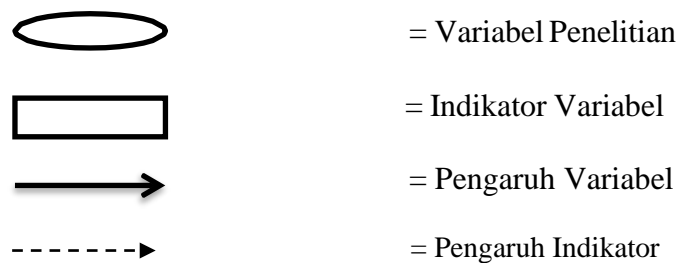 = Variabel Penelitian
= Indikator Variabel
= Pengaruh Variabel
= Pengaruh Indikator